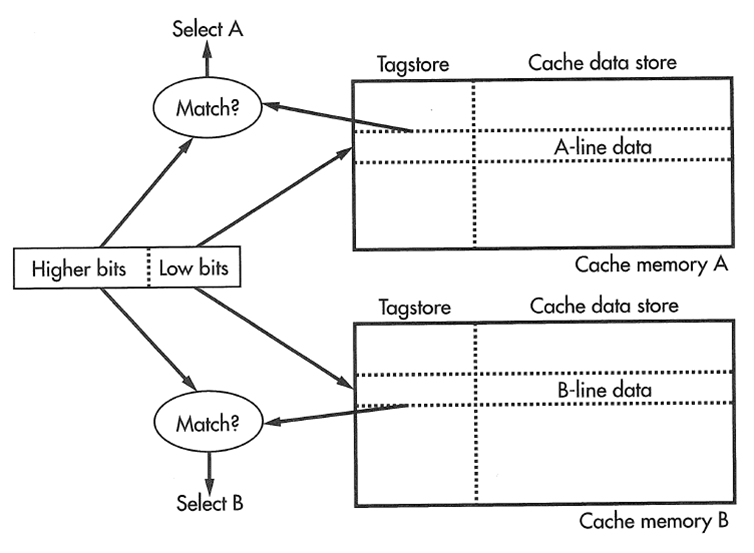 Select A
Tagstore
Cache data store
Match?
A-line data
Higher bits
Low bits
Cache memory A
Tagstore
Cache data store
B-line data
Match?
Select B
Cache memory B